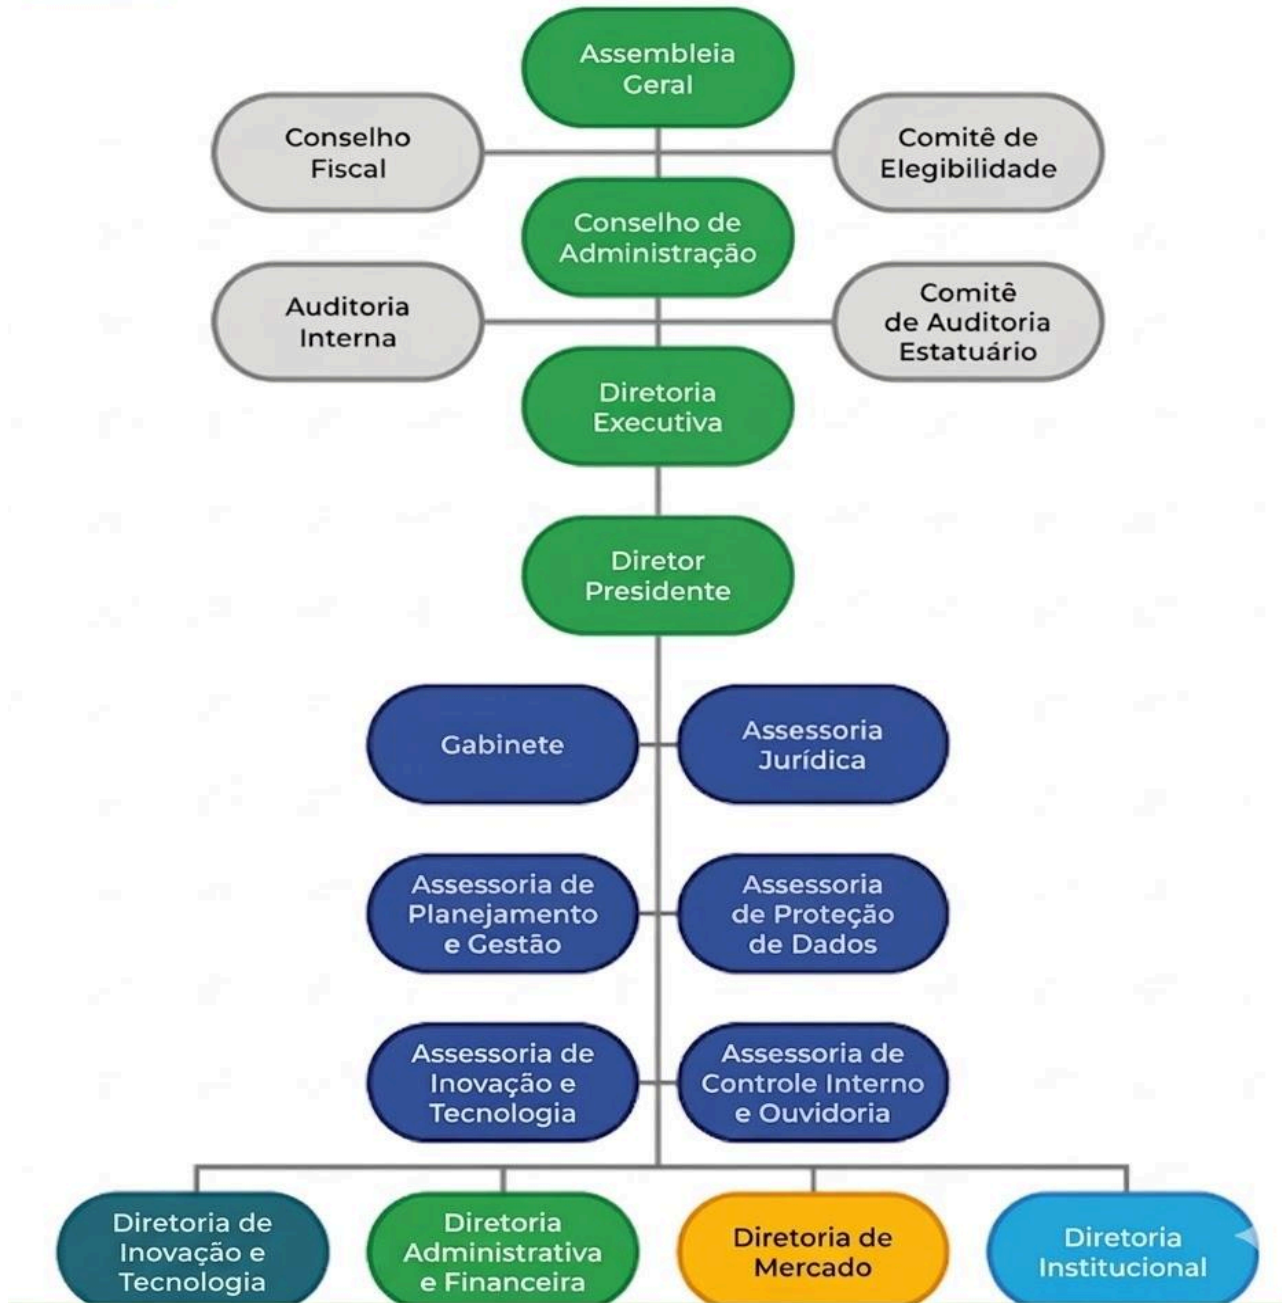 Assembleia
Geral
Conselho
Fiscal
Comitê de
Elegibilidade
Conselho de
Administração
Auditoria
Interna
Comitê
de Auditoria
Estatuário
Diretoria
Executiva
Diretor
Presidente
Gabinete
Assessoria
Jurídica
Assessoria de
Planejamento
e Gestão
Assessoria
de Proteção
de Dados
Assessoria de
Inovação e
Tecnologia
Assessoria de
Controle Interno
e Ouvidoria
Diretoria de
Inovação e
Tecnologia
Diretoria
Administrativa
e Financeira
Diretoria de
Mercado
Diretoria
Institucional